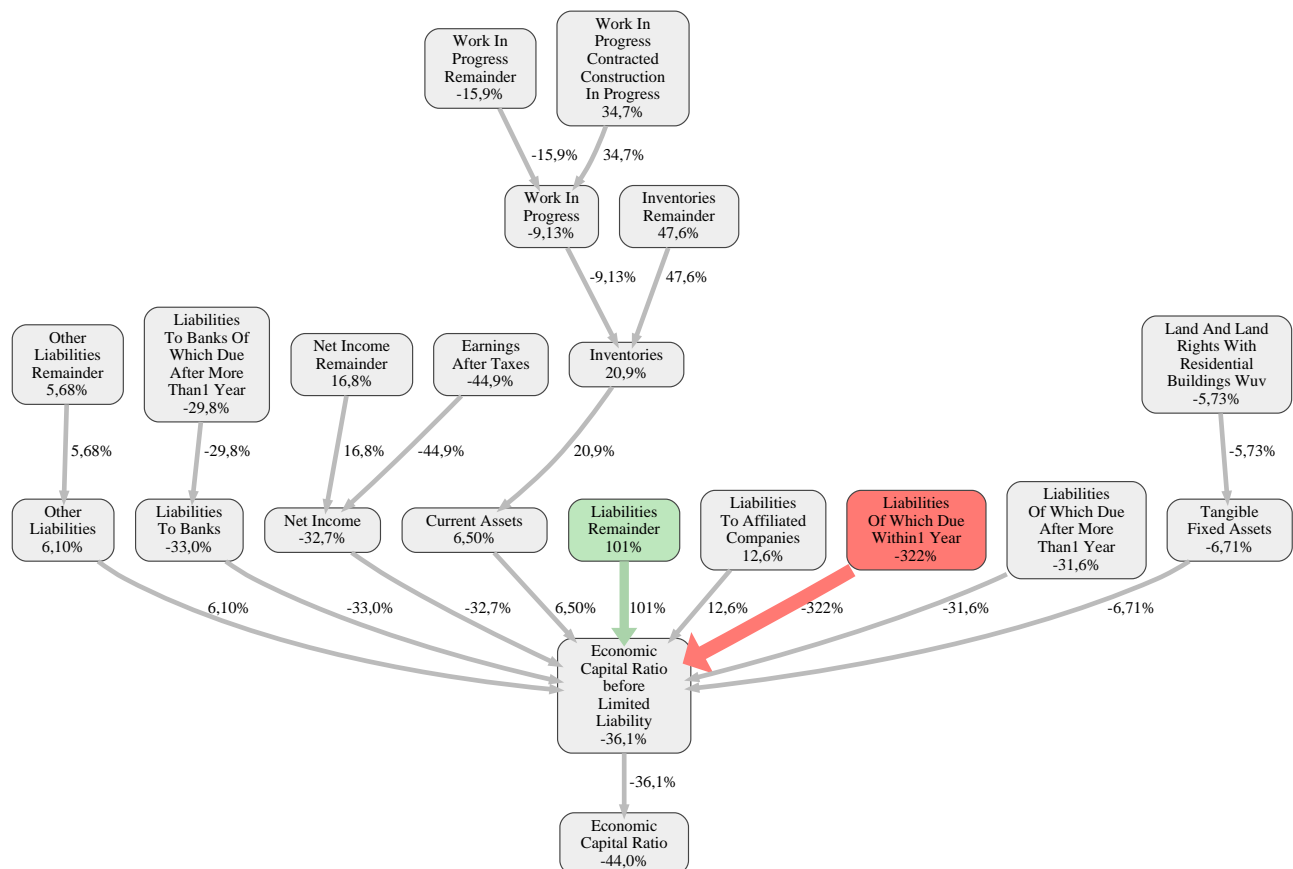 Work In
Progress
Remainder
-15,9%
Work In
Progress
Contracted
Construction
In Progress
34,7%
-15,9%
34,7%
Work In
Progress
-9,13%
Inventories
Remainder
47,6%
-9,13%
47,6%
Other
Liabilities
Remainder
5,68%
Liabilities
To Banks Of
Which Due
After More
Than1 Year
-29,8%
Net Income
Remainder
16,8%
Earnings
After Taxes
-44,9%
Inventories
20,9%
Land And Land
Rights With
Residential
Buildings Wuv
-5,73%
5,68%
-29,8%
16,8%
-44,9%
20,9%
-5,73%
Other
Liabilities
6,10%
Liabilities
To Banks
-33,0%
Net Income
-32,7%
Current Assets
6,50%
Liabilities
Remainder
101%
Liabilities
To Affiliated
Companies
12,6%
Liabilities
Of Which Due
Within1 Year
-322%
Liabilities
Of Which Due
After More
Than1 Year
-31,6%
Tangible
Fixed Assets
-6,71%
6,10%
-33,0%
-32,7%
6,50%
101%
12,6%
-322%
-31,6%
-6,71%
Economic
Capital Ratio
before
Limited
Liability
-36,1%
-36,1%
Economic
Capital Ratio
-44,0%